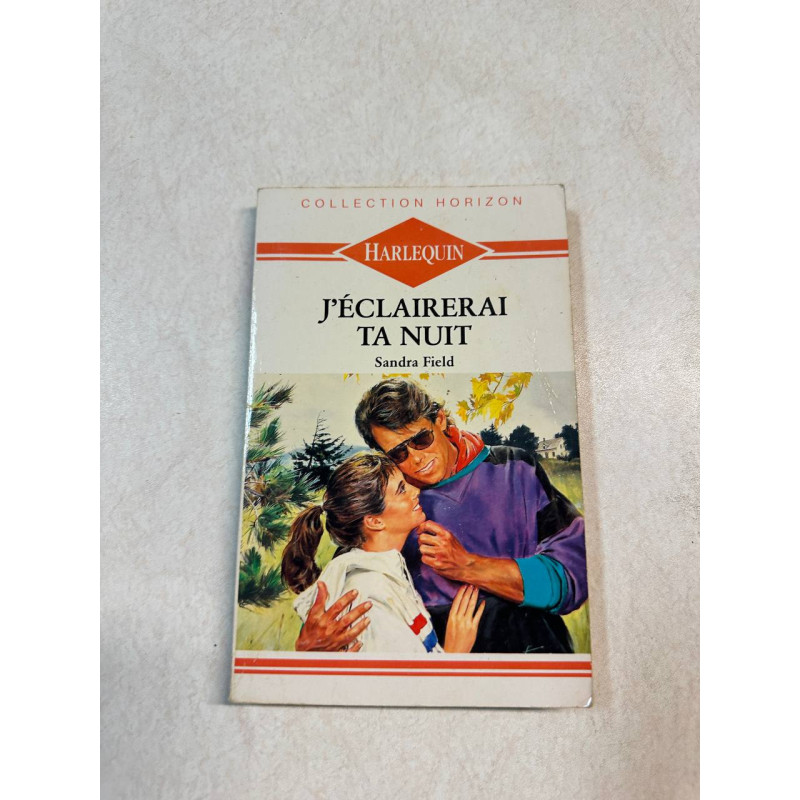 COLLECTION HORIZON
HARLEQUIN
J'ÉCLAIRERAI
TA NUIT
Sandra Field